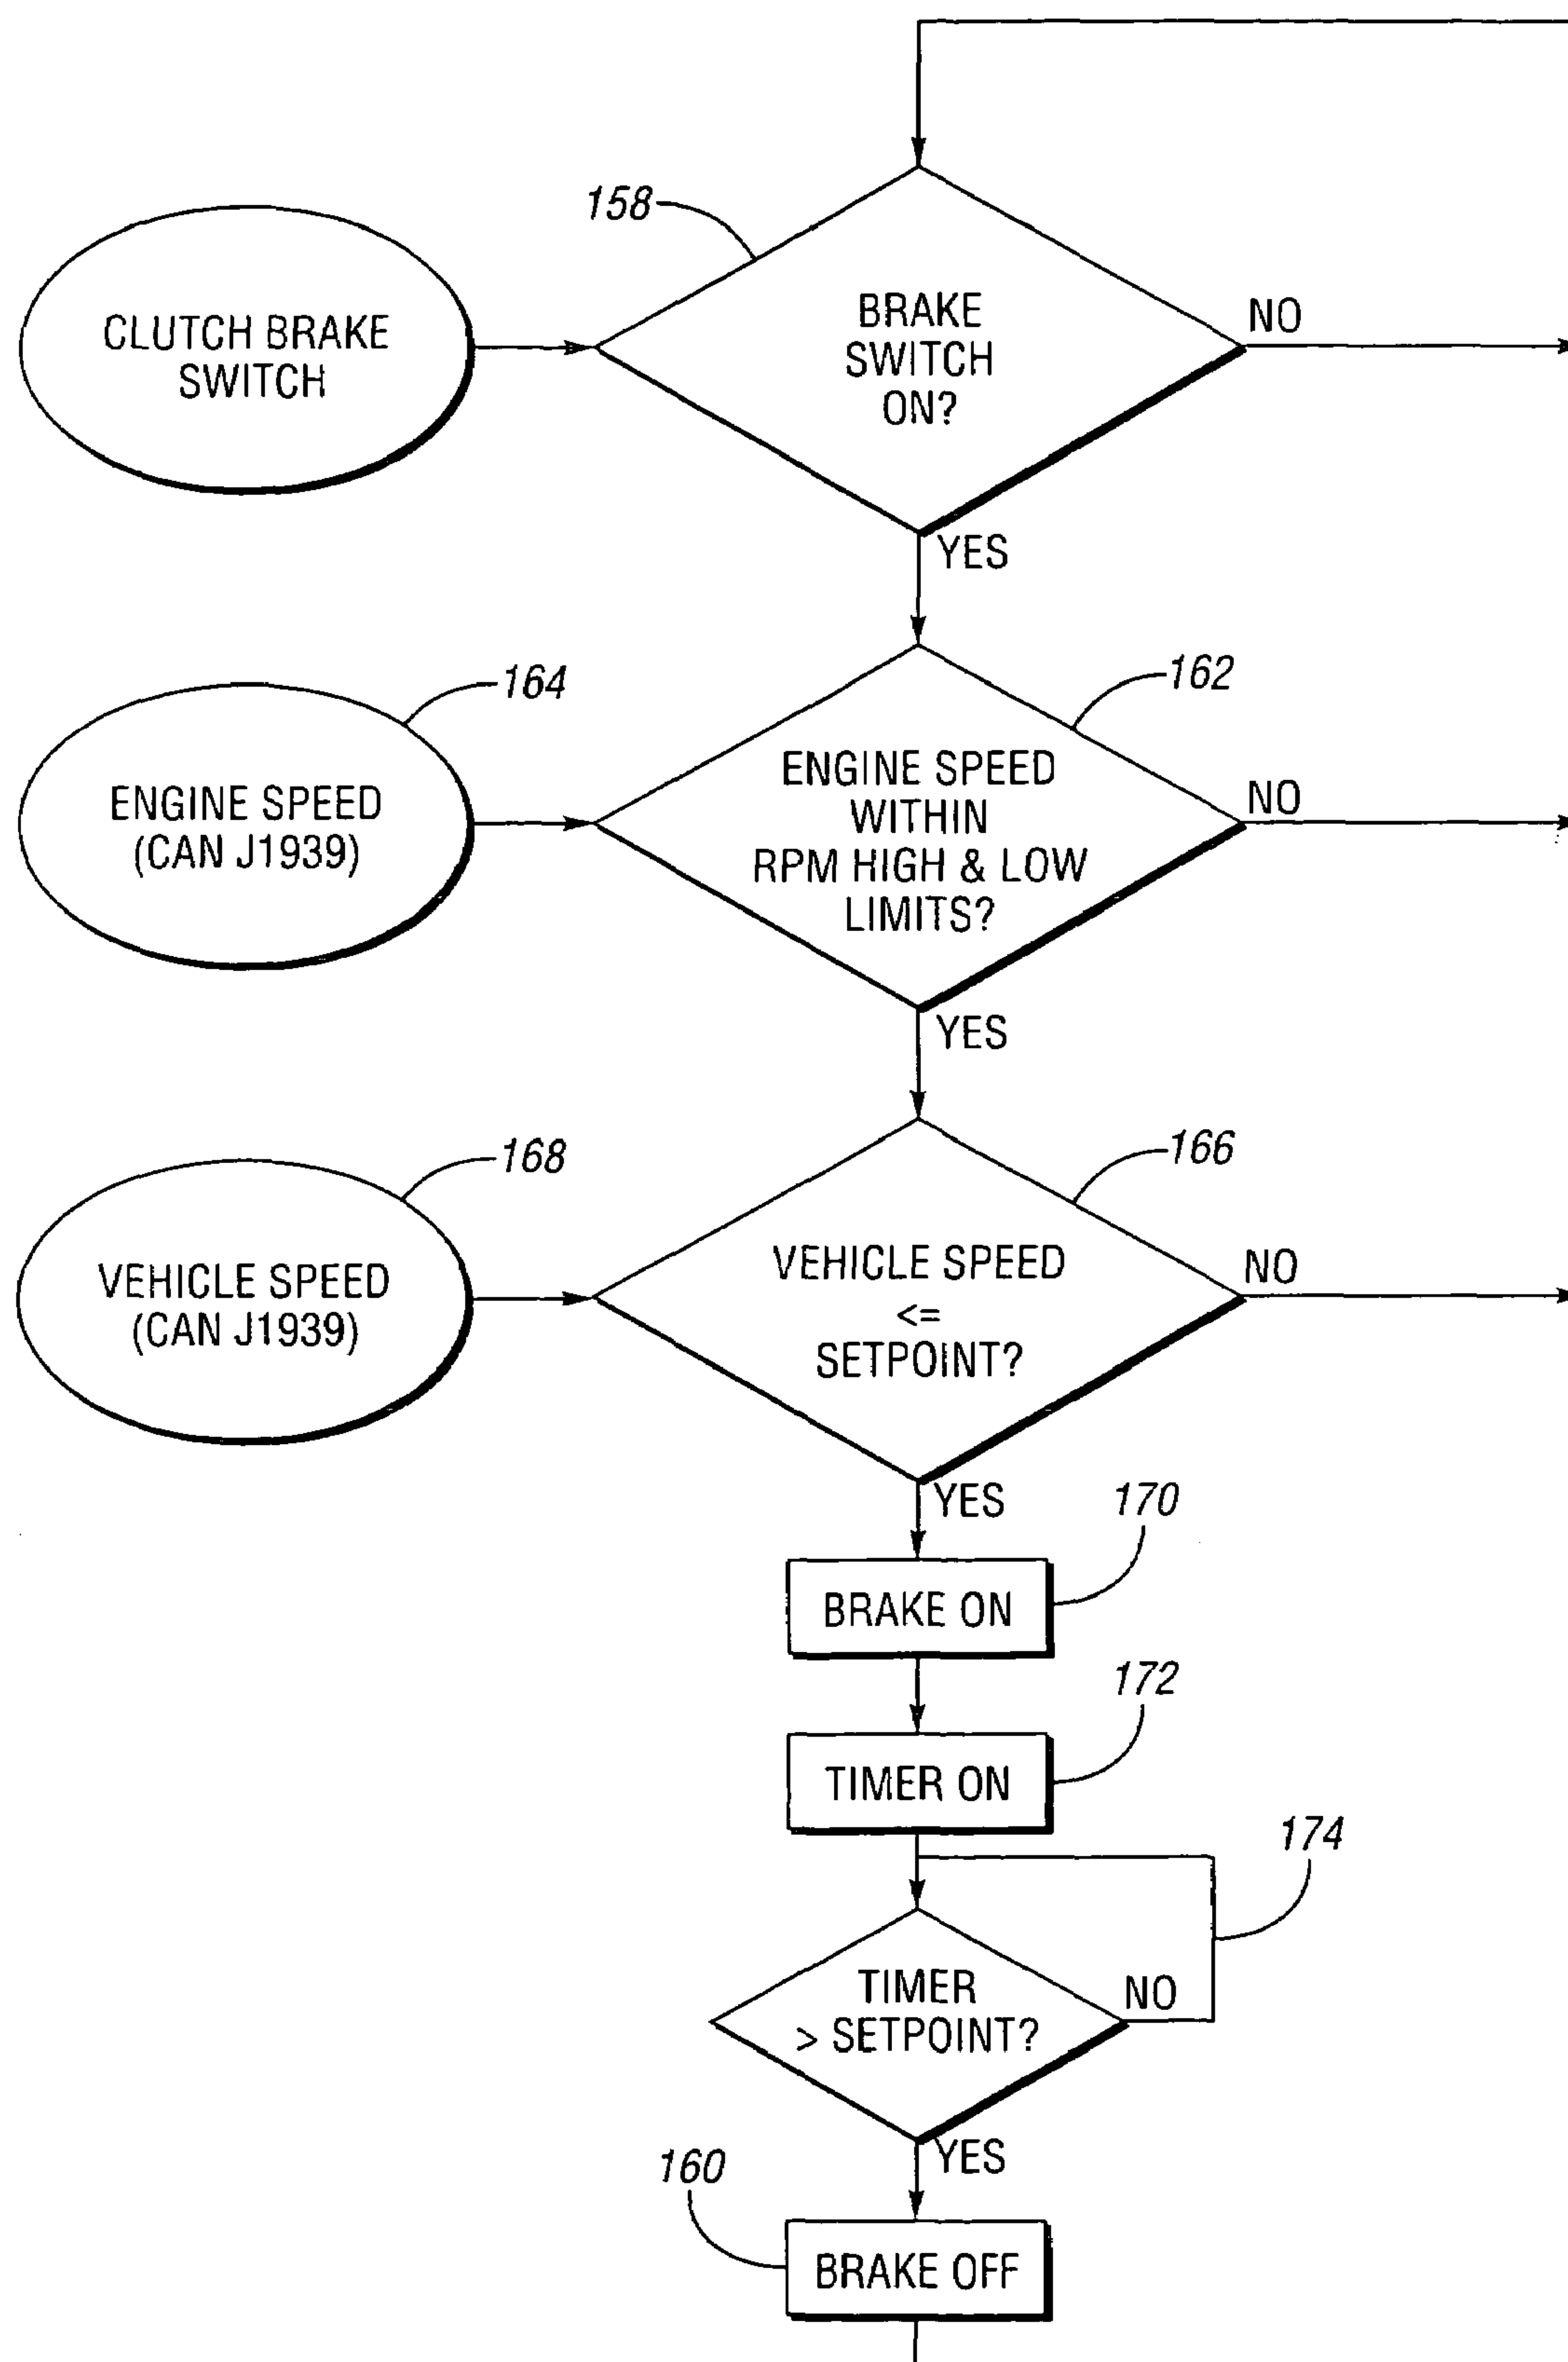 158
CLUTCH BRAKE
SWITCH
BRAKE
SWITCH
ON?
NO
YES
164
162
ENGINE SPEED
(CAN J1939)
ENGINE SPEED
WITHIN
RPM HIGH & LOW
LIMITS?
NO
YES
168
166
VEHICLE SPEED
(CAN J1939)
VEHICLE SPEED
<=
SETPOINT?
NO
YES
170
BRAKE ON
172
TIMER ON
174
TIMER
> SETPOINT?
NO
YES
160
BRAKE OFF